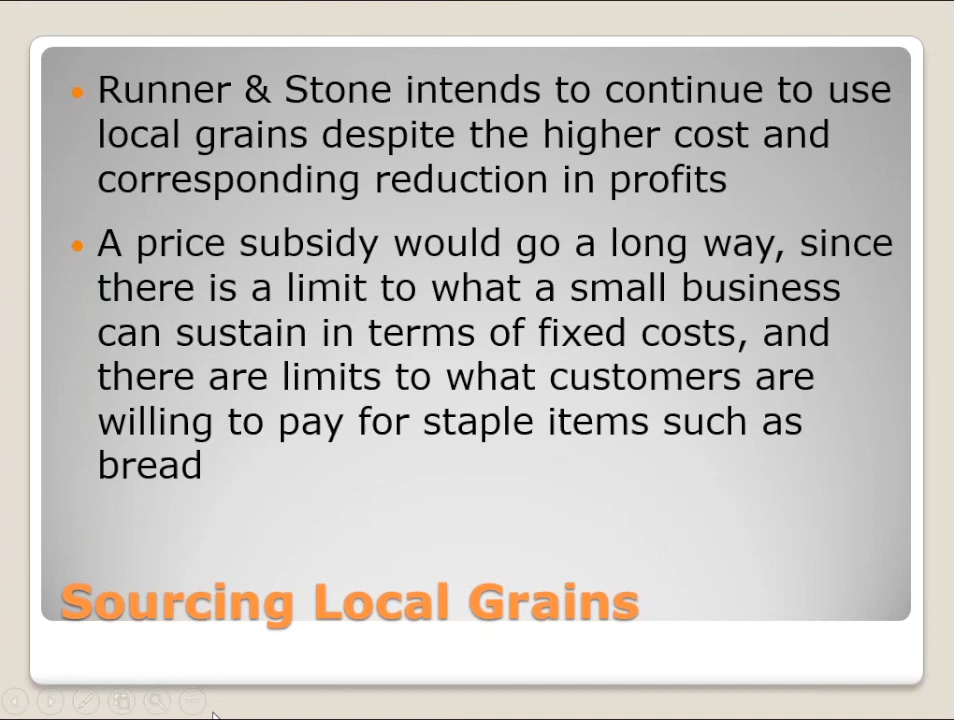 Runner & Stone intends to continue to use
local grains despite the higher cost and
corresponding reduction in profits
A price subsidy would go a long way, since
there is a limit to what a small business
can sustain in terms of fixed costs, and
there are limits to what customers are
willing to pay for staple items such as
bread
Sourcing Local Grains